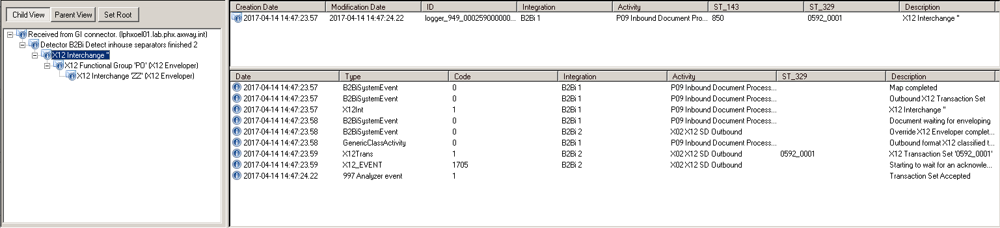 Child View Parent View Set Root
Received from GI connector. (lphxoel01.lab.phx.axway.int)
Detector B2Bi Detect inhouse separators finished 2
X12 Interchange ''
X12 Functional Group 'PO' (X12 Enveloper)
X12 Interchange 'ZZ' (X12 Enveloper)
Creation Date Modification Date ID Integration Activity ST_143 ST_329 Description
2017-04-14 14:47:23.57 2017-04-14 14:47:24.22 logger_949_000259000000... B2Bi 1 P09 Inbound Document Pro... 850 0592_0001 X12 Interchange ''
Date Type Code Integration Activity ST_329 Description
2017-04-14 14:47:23.57 B2BiSystemEvent 0 B2Bi 1 P09 Inbound Document Process... Map completed
2017-04-14 14:47:23.57 B2BiSystemEvent 0 B2Bi 1 P09 Inbound Document Process... Outbound X12 Transaction Set
2017-04-14 14:47:23.57 X12Int 1 B2Bi 1 P09 Inbound Document Process... X12 Interchange ''
2017-04-14 14:47:23.58 B2BiSystemEvent 0 B2Bi 1 P09 Inbound Document Process... Document waiting for enveloping
2017-04-14 14:47:23.58 B2BiSystemEvent 0 B2Bi 2 X02 X12 SD Outbound Override X12 Enveloper complet...
2017-04-14 14:47:23.58 GenericClassActivity 0 B2Bi 1 P09 Inbound Document Process... Outbound format X12 classified t...
2017-04-14 14:47:23.59 X12Trans 1 B2Bi 2 X02 X12 SD Outbound 0592_0001 X12 Transaction Set '0592_0001'
2017-04-14 14:47:23.59 X12_EVENT 1705 B2Bi 2 X02 X12 SD Outbound Starting to wait for an acknowle...
2017-04-14 14:47:24.22 997 Analyzer event 1 Transaction Set Accepted